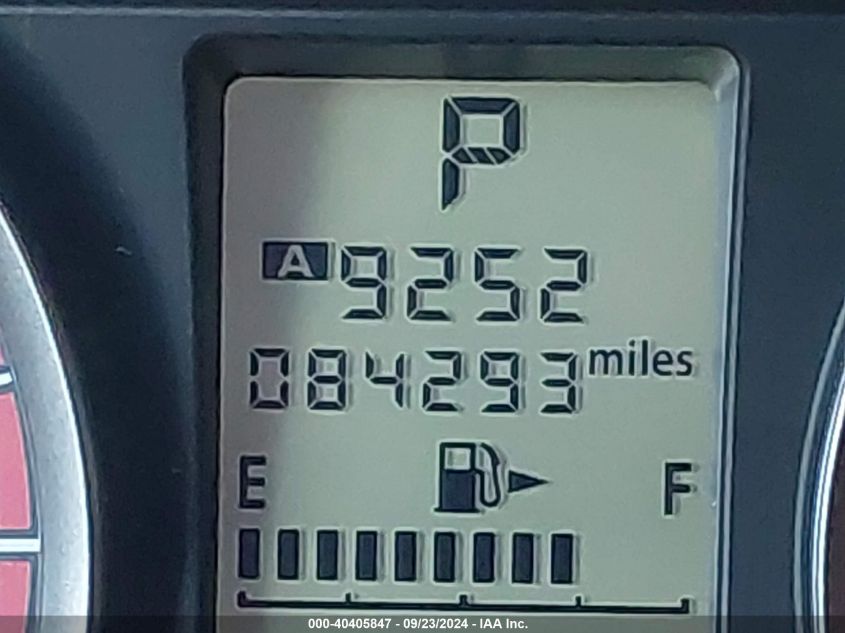 P
A 9252
084293 miles
E F
000-40405847 - 09/23/2024 - IAA Inc.